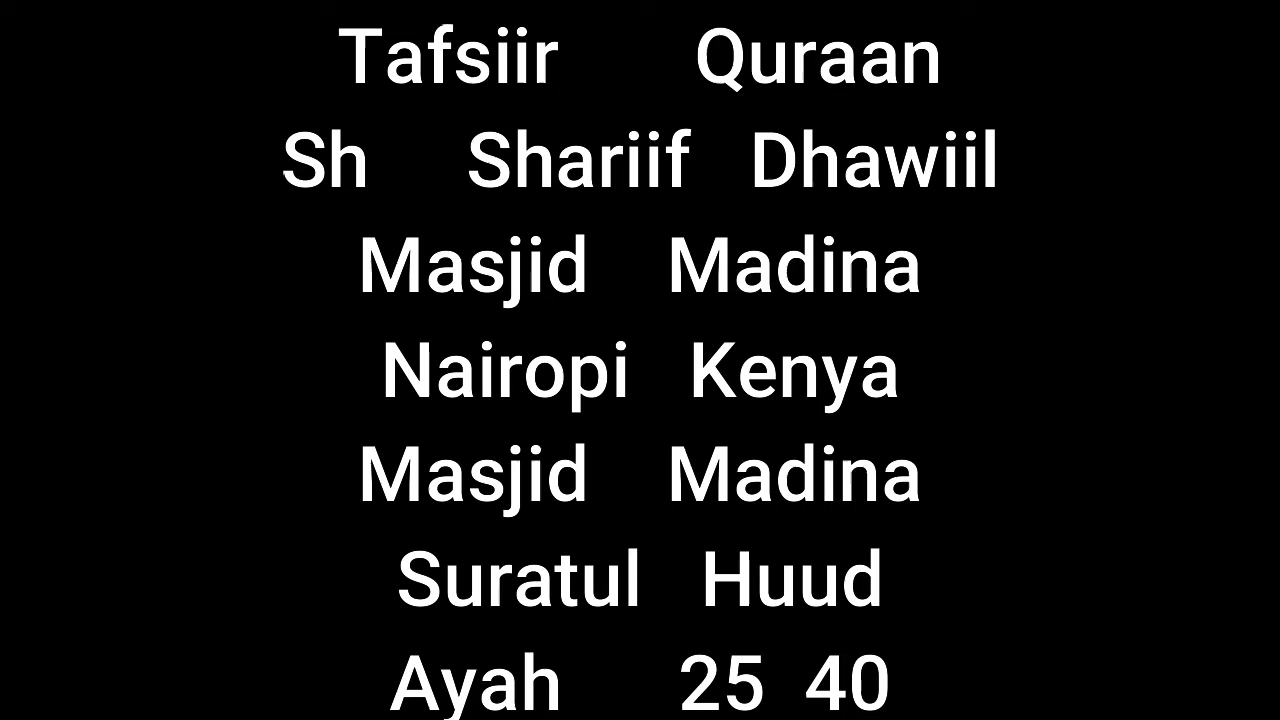 Tafsiir Quraan
Sh Shariif Dhawiil
Masjid Madina
Nairopi Kenya
Masjid Madina
Suratul Huud
Ayah 25 40